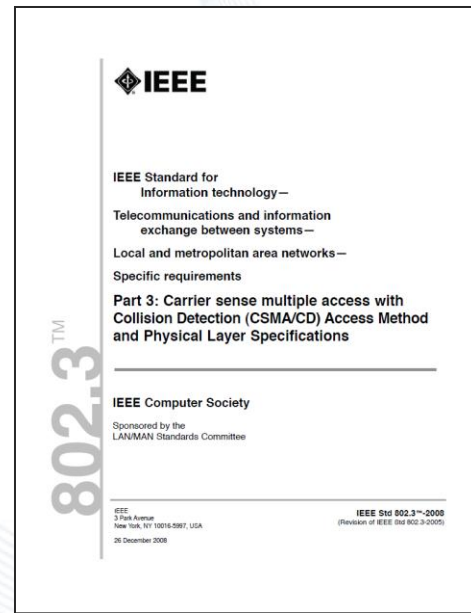 IEEE
IEEE Standard for
Information technology—
Telecommunications and information
exchange between systems—
Local and metropolitan area networks—
Specific requirements
Part 3: Carrier sense multiple access with
Collision Detection (CSMA/CD) Access Method
and Physical Layer Specifications
802.3™
IEEE Computer Society
Sponsored by the
LAN/MAN Standards Committee
IEEE
3 Park Avenue
New York, NY 10016-5997, USA
26 December 2008
IEEE Std 802.3™-2008
(Revision of IEEE Std 802.3-2005)